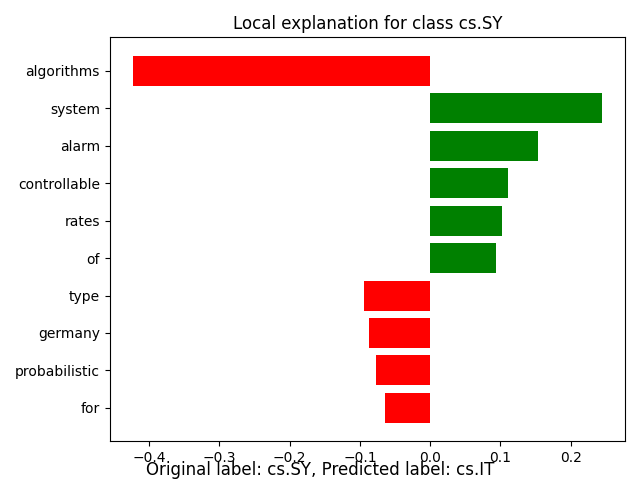 Local explanation for class cs.SY
algorithms
system
alarm
controllable
rates
of
type
germany
probabilistic
for
−0.4 −0.3 −0.2 −0.1 0.0 0.1 0.2
Original label: cs.SY, Predicted label: cs.IT